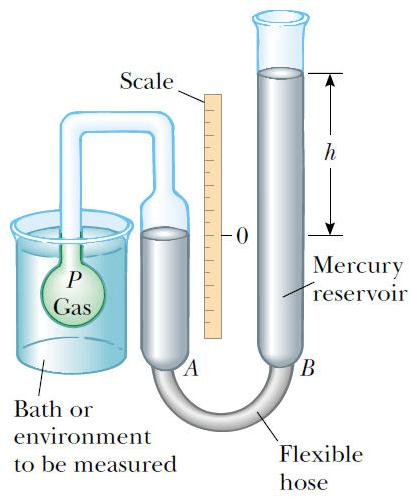 Scale
h
0
P
Gas
Mercury
reservoir
A
B
Bath or
environment
to be measured
Flexible
hose